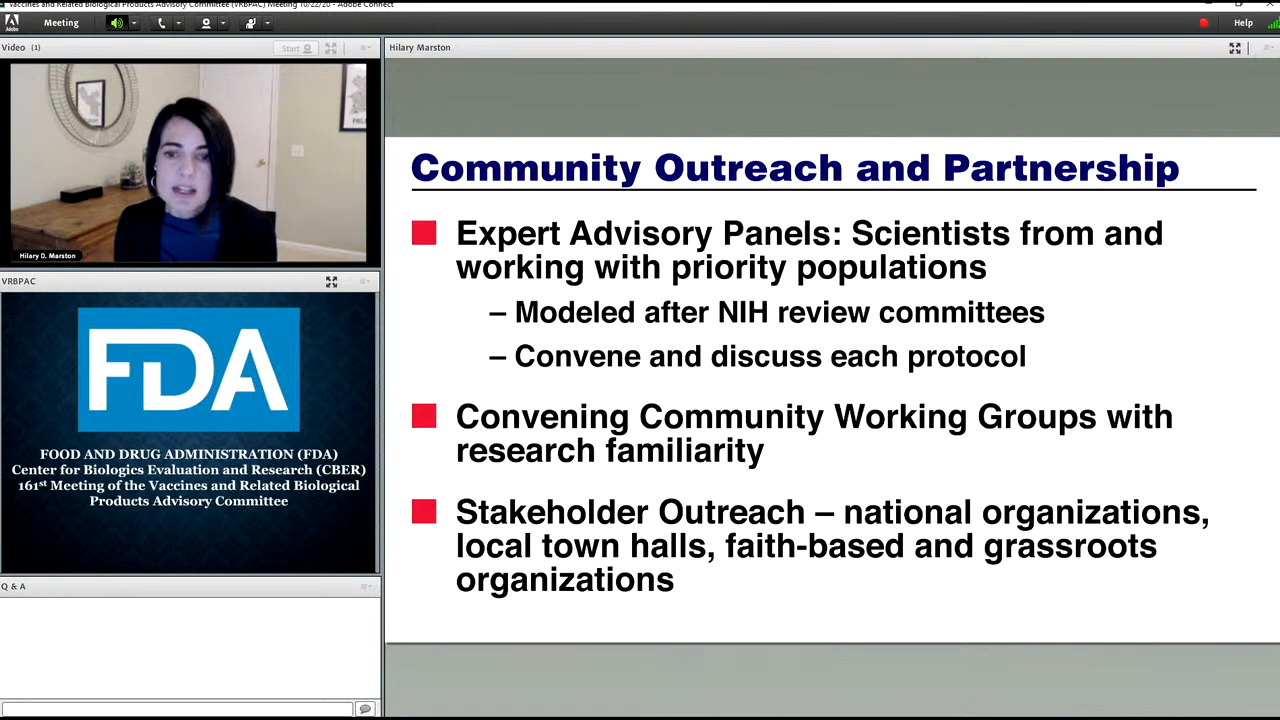 Vaccines and Related Biological Products Advisory Committee (VRBPAC) Meeting 10/22/20 - Adobe Connect
Adobe
Meeting
Help
Video (1)
Start
Hilary Marston
Hilary D. Marston
VRBPAC
FDA
FOOD AND DRUG ADMINISTRATION (FDA)
Center for Biologics Evaluation and Research (CBER)
161st Meeting of the Vaccines and Related Biological
Products Advisory Committee
Q & A
Community Outreach and Partnership
Expert Advisory Panels: Scientists from and
working with priority populations
– Modeled after NIH review committees
– Convene and discuss each protocol
Convening Community Working Groups with
research familiarity
Stakeholder Outreach – national organizations,
local town halls, faith-based and grassroots
organizations